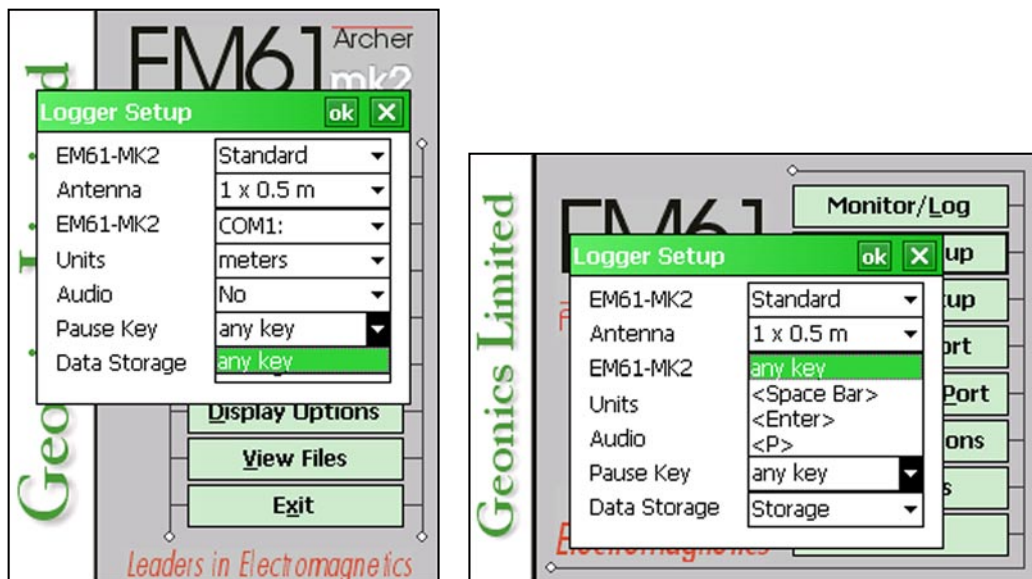 EM61
Archer
mk2
Logger Setup ok X
EM61-MK2 Standard
Antenna 1 x 0.5 m
EM61-MK2 COM1:
Units meters
Audio No
Pause Key any key
Data Storage any key
Display Options
View Files
Exit
Leaders in Electromagnetics
Geonics Limited
Monitor/Log
EM61
up
Logger Setup ok X
up
EM61-MK2 Standard
Antenna 1 x 0.5 m
ort
EM61-MK2 any key
<Space Bar>
Port
Units
<Enter>
Audio <P>
ons
Pause Key any key
s
Data Storage Storage
Electromagnetics